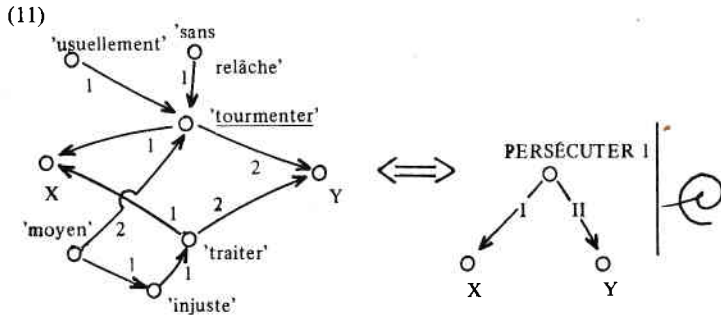 (11)
'usuellement' 'sans
relâche'
1 1
'tourmenter'
1 2
X Y
PERSÉCUTER 1
I II
X Y
'moyen' 2 1 2
'traiter'
1 1
'injuste'